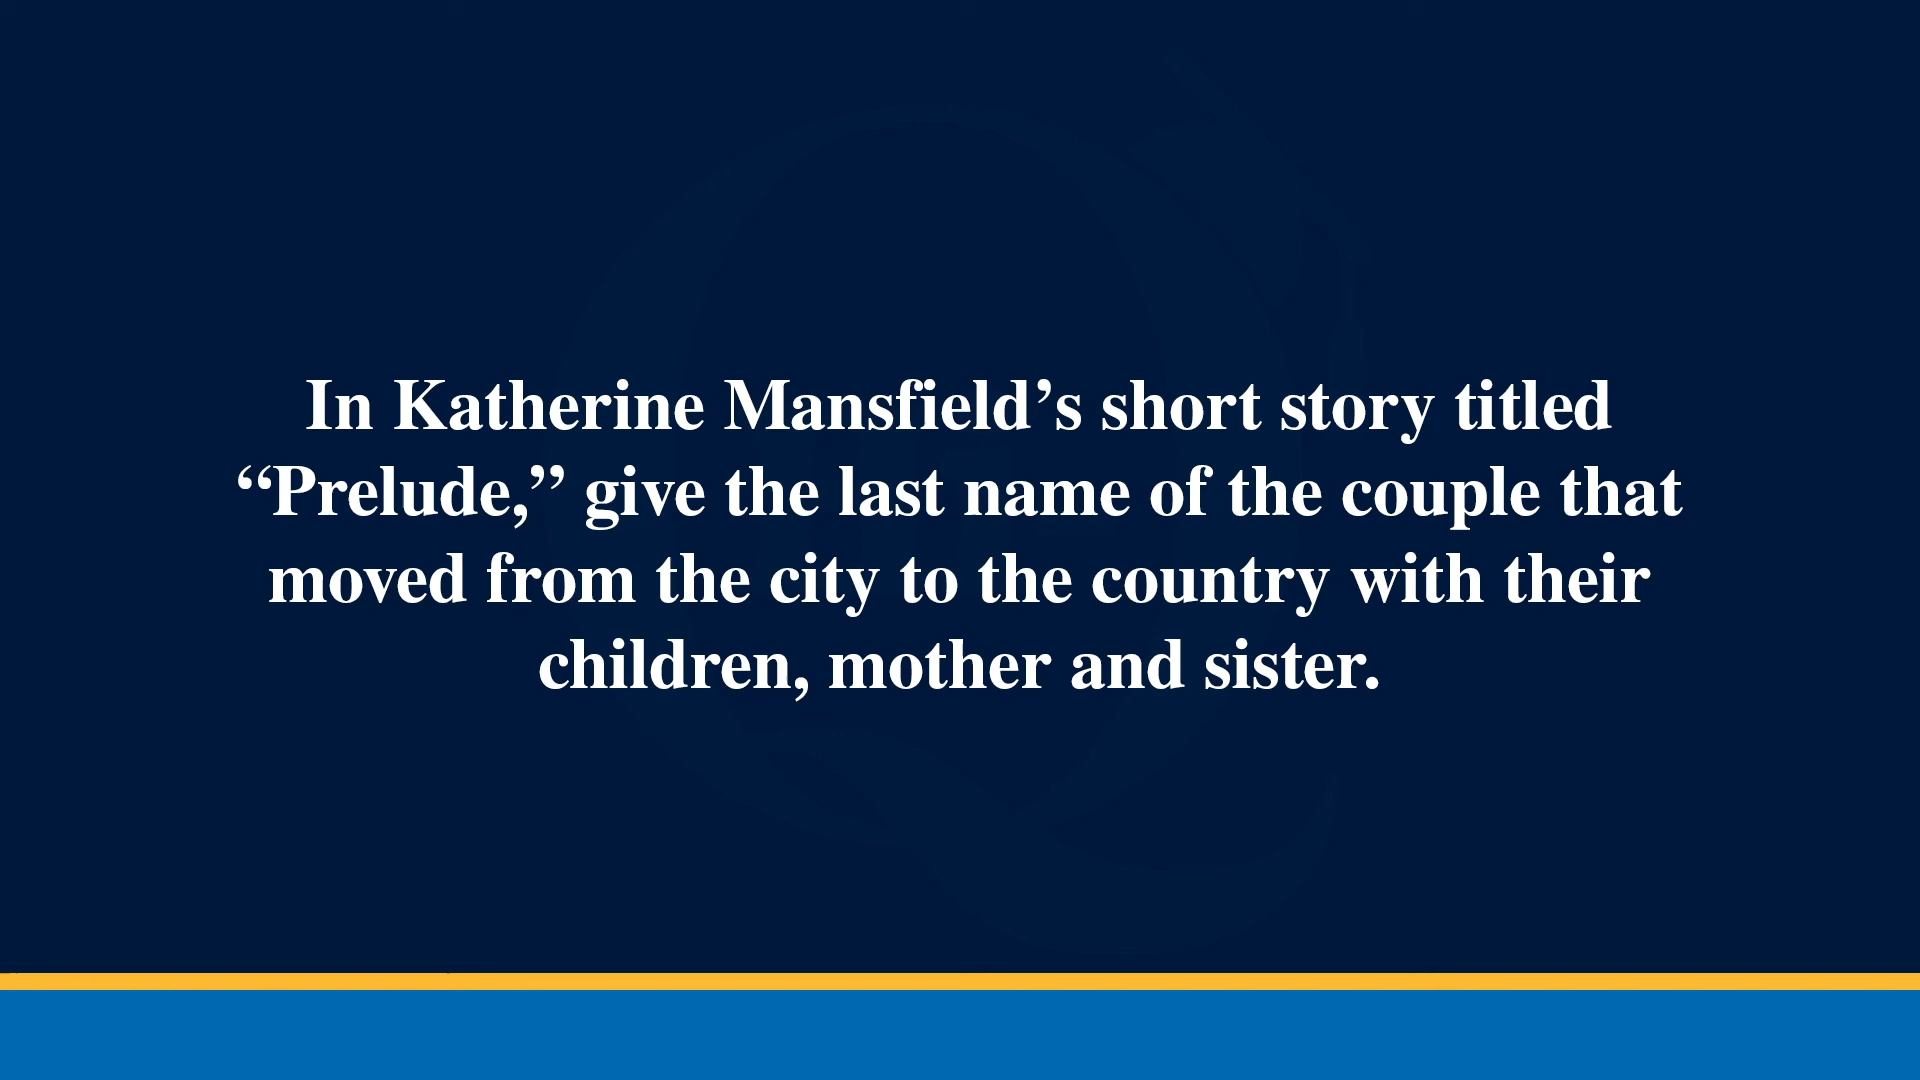 In Katherine Mansfield’s short story titled
“Prelude,” give the last name of the couple that
moved from the city to the country with their
children, mother and sister.